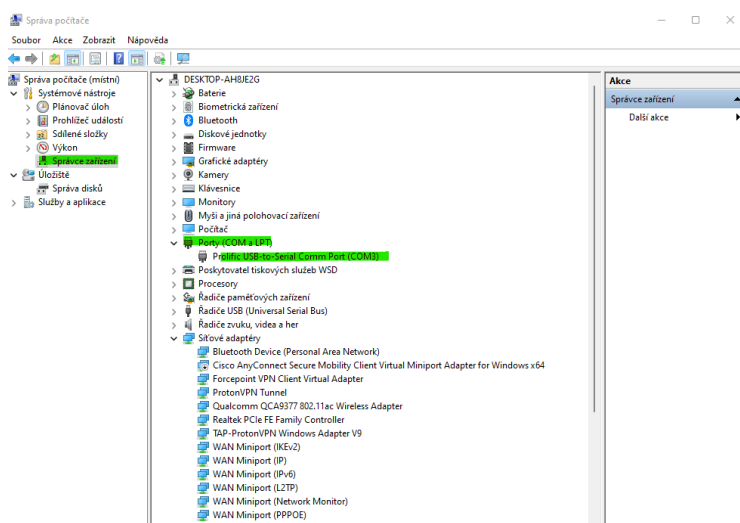 Správa počítače
Soubor Akce Zobrazit Nápověda
Správa počítače (místní)
Systémové nástroje
Plánovač úloh
Prohlížeč událostí
Sdílené složky
Výkon
Správce zařízení
Úložiště
Správa disků
Služby a aplikace
DESKTOP-AH8JE2G
Baterie
Biometrická zařízení
Bluetooth
Diskové jednotky
Firmware
Grafické adaptéry
Kamery
Klávesnice
Monitory
Myši a jiná polohovací zařízení
Počítač
Porty (COM a LPT)
Prolific USB-to-Serial Comm Port (COM3)
Poskytovatel tiskových služeb WSD
Procesory
Řadiče paměťových zařízení
Řadiče USB (Universal Serial Bus)
Řadiče zvuku, videa a her
Síťové adaptéry
Bluetooth Device (Personal Area Network)
Cisco AnyConnect Secure Mobility Client Virtual Miniport Adapter for Windows x64
Forcepoint VPN Client Virtual Adapter
ProtonVPN Tunnel
Qualcomm QCA9377 802.11ac Wireless Adapter
Realtek PCIe FE Family Controller
TAP-ProtonVPN Windows Adapter V9
WAN Miniport (IKEv2)
WAN Miniport (IP)
WAN Miniport (IPv6)
WAN Miniport (L2TP)
WAN Miniport (Network Monitor)
WAN Miniport (PPPOE)
Akce
Správce zařízení
Další akce